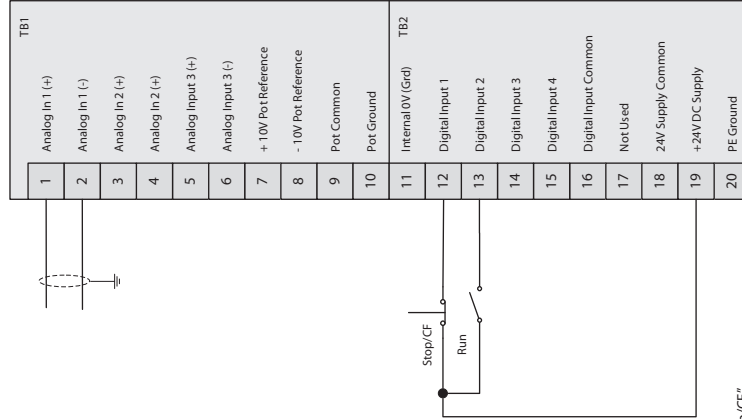 TB1
1 Analog In 1 (+)
2 Analog In 1 (-)
3 Analog In 2 (+)
4 Analog In 2 (+)
5 Analog Input 3 (+)
6 Analog Input 3 (-)
7 + 10V Pot Reference
8 - 10V Pot Reference
9 Pot Common
10 Pot Ground
TB2
11 Internal 0V (Grd)
12 Digital Input 1
13 Digital Input 2
14 Digital Input 3
15 Digital Input 4
16 Digital Input Common
17 Not Used
18 24V Supply Common
19 +24V DC Supply
20 PE Ground
Stop/CF
Run